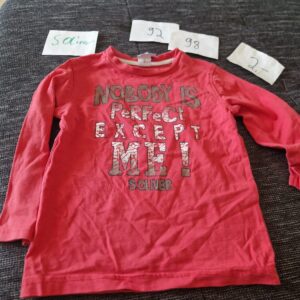 S.Oliver
92
98
2,-
NOBODY IS
PeRFeCT
EXCEPT
ME!
S.OLIVER